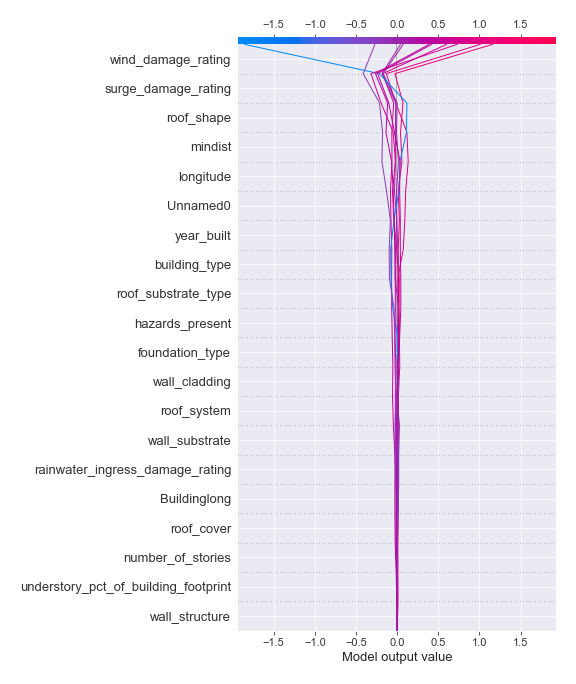 −1.5 −1.0 −0.5 0.0 0.5 1.0 1.5
wind_damage_rating
surge_damage_rating
roof_shape
mindist
longitude
Unnamed0
year_built
building_type
roof_substrate_type
hazards_present
foundation_type
wall_cladding
roof_system
wall_substrate
rainwater_ingress_damage_rating
Buildinglong
roof_cover
number_of_stories
understory_pct_of_building_footprint
wall_structure
−1.5 −1.0 −0.5 0.0 0.5 1.0 1.5
Model output value